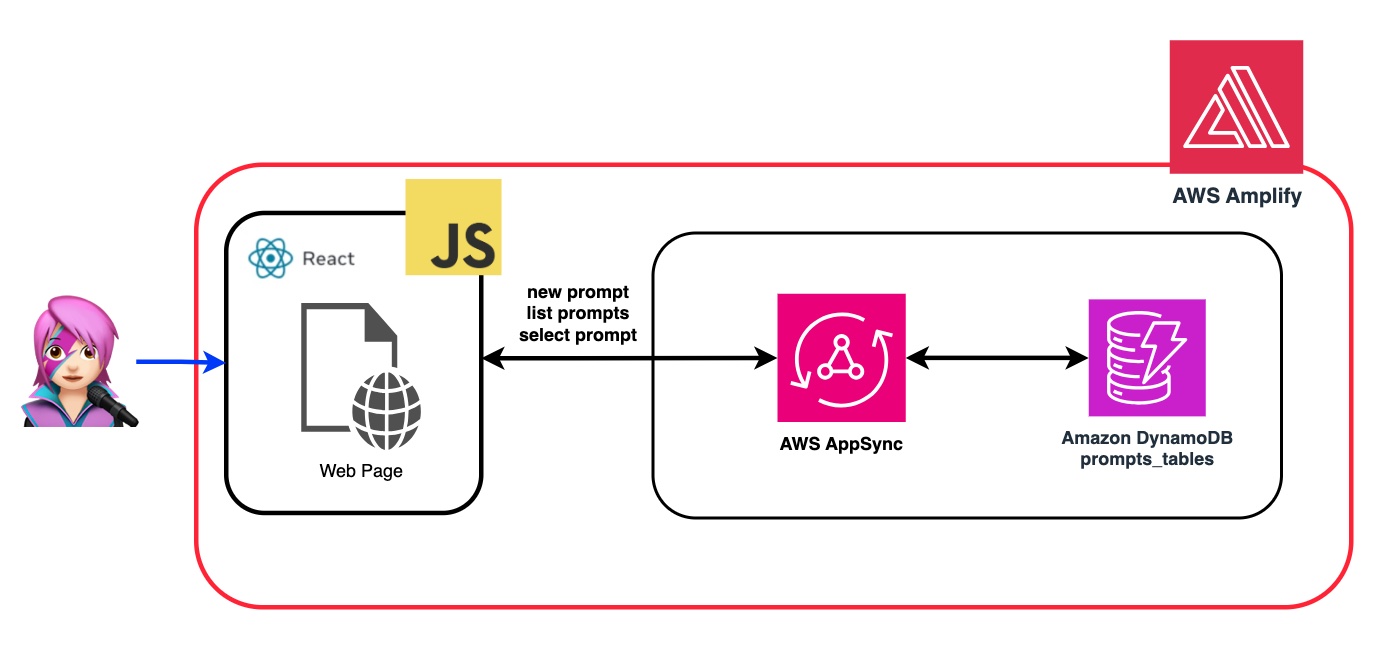 AWS Amplify
JS
React
new prompt
list prompts
select prompt
Web Page
AWS AppSync
Amazon DynamoDB
prompts_tables